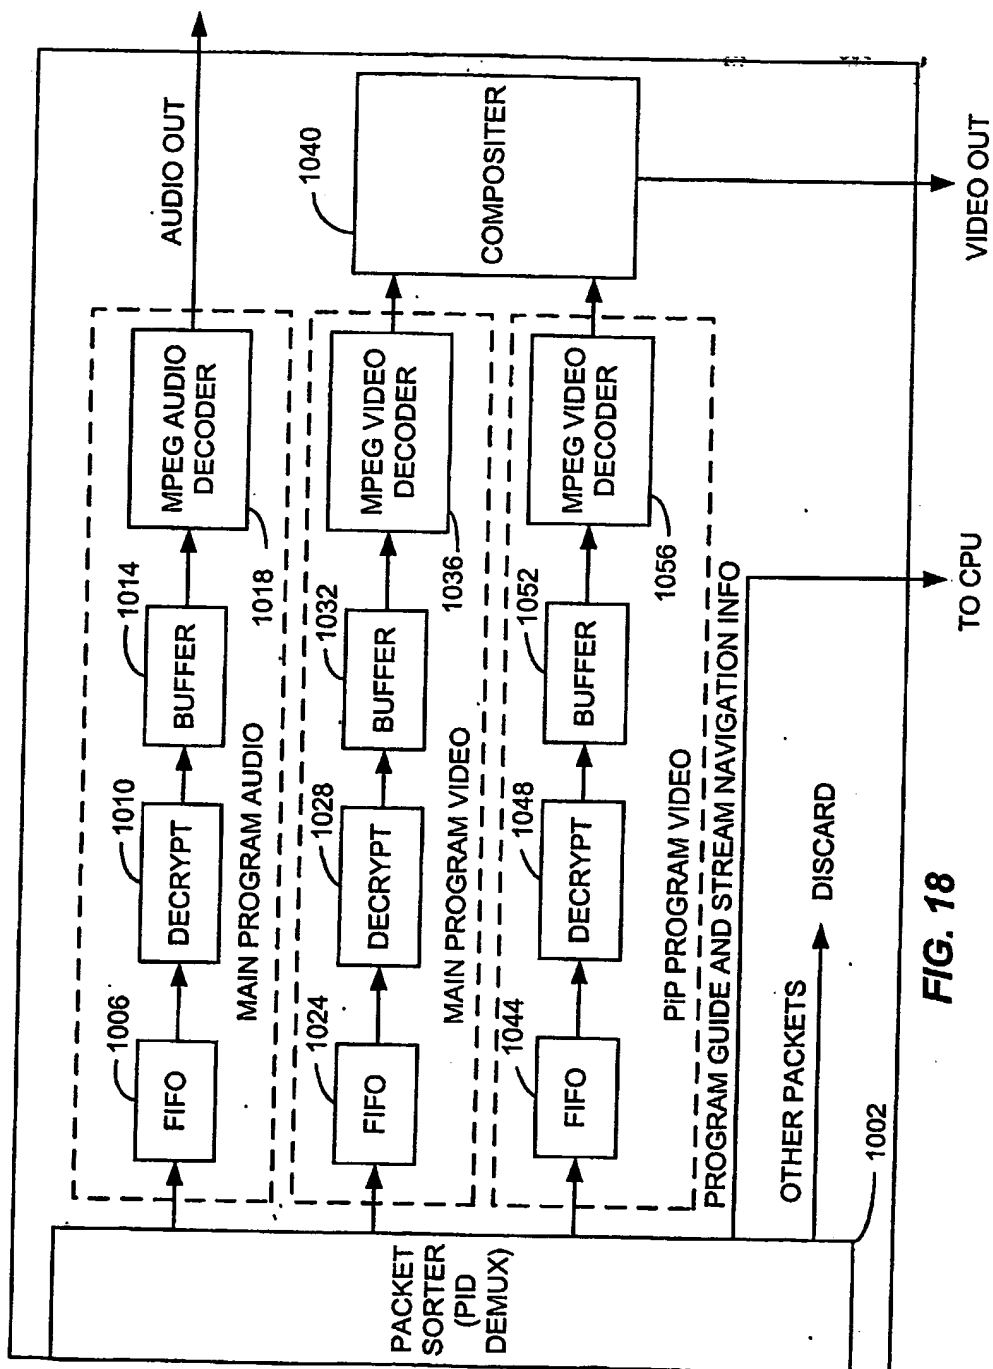 PACKET
SORTER
(PID
DEMUX)
1002
FIFO
1006
DECRYPT
1010
BUFFER
1014
MPEG AUDIO
DECODER
1018
MAIN PROGRAM AUDIO
AUDIO OUT
FIFO
1024
DECRYPT
1028
BUFFER
1032
MPEG VIDEO
DECODER
1036
MAIN PROGRAM VIDEO
COMPOSITER
1040
VIDEO OUT
FIFO
1044
DECRYPT
1048
BUFFER
1052
MPEG VIDEO
DECODER
1056
PiP PROGRAM VIDEO
PROGRAM GUIDE AND STREAM NAVIGATION INFO
TO CPU
OTHER PACKETS
DISCARD
FIG. 18